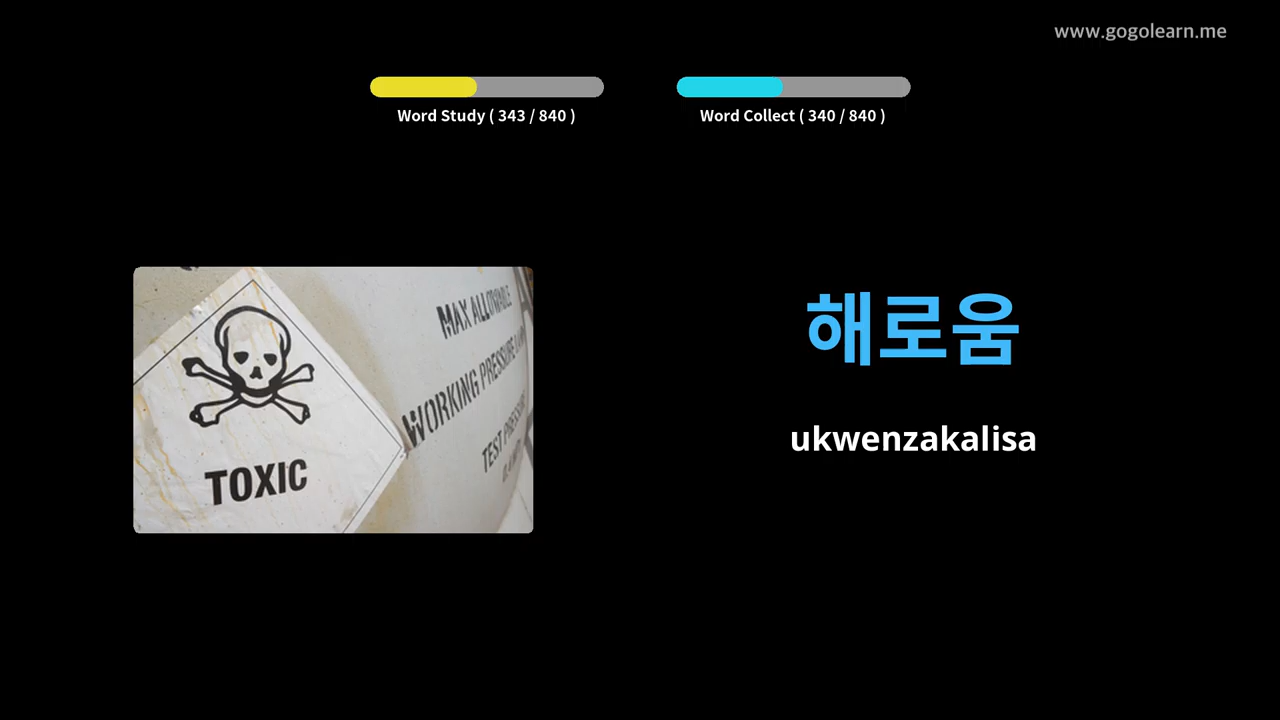 www.gogolearn.me
Word Study ( 343 / 840 )
Word Collect ( 340 / 840 )
MAX ALLOWABLE
WORKING PRESSURE
TEST PRESSURE
TOXIC
해로움
ukwenzakalisa